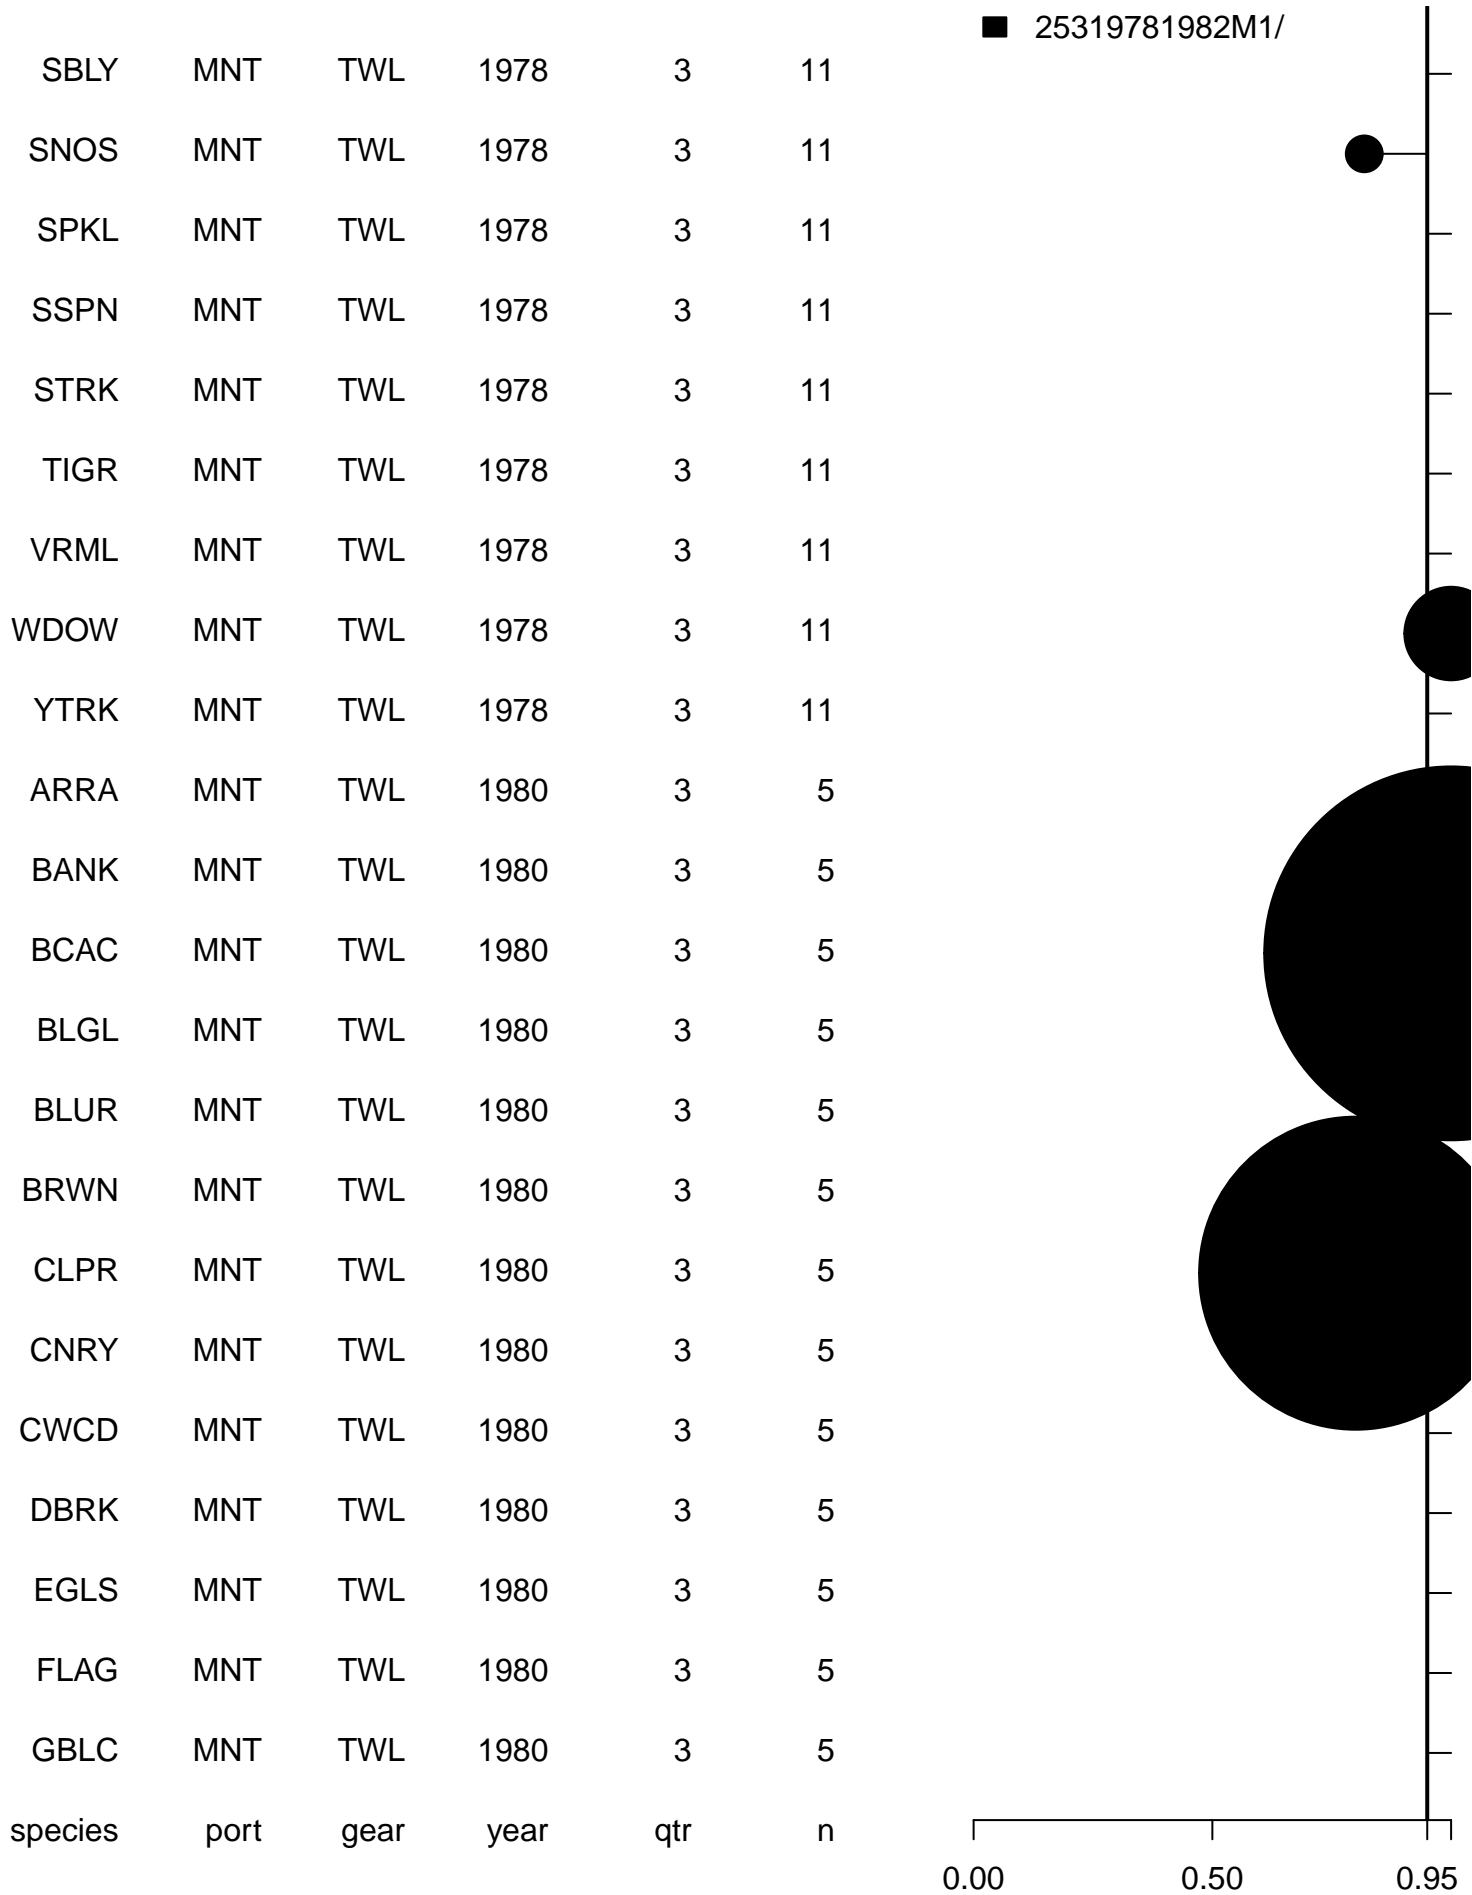 25319781982M1/
SBLY MNT TWL 1978 3 11
SNOS MNT TWL 1978 3 11
SPKL MNT TWL 1978 3 11
SSPN MNT TWL 1978 3 11
STRK MNT TWL 1978 3 11
TIGR MNT TWL 1978 3 11
VRML MNT TWL 1978 3 11
WDOW MNT TWL 1978 3 11
YTRK MNT TWL 1978 3 11
ARRA MNT TWL 1980 3 5
BANK MNT TWL 1980 3 5
BCAC MNT TWL 1980 3 5
BLGL MNT TWL 1980 3 5
BLUR MNT TWL 1980 3 5
BRWN MNT TWL 1980 3 5
CLPR MNT TWL 1980 3 5
CNRY MNT TWL 1980 3 5
CWCD MNT TWL 1980 3 5
DBRK MNT TWL 1980 3 5
EGLS MNT TWL 1980 3 5
FLAG MNT TWL 1980 3 5
GBLC MNT TWL 1980 3 5
species port gear year qtr n
0.00 0.50 0.95